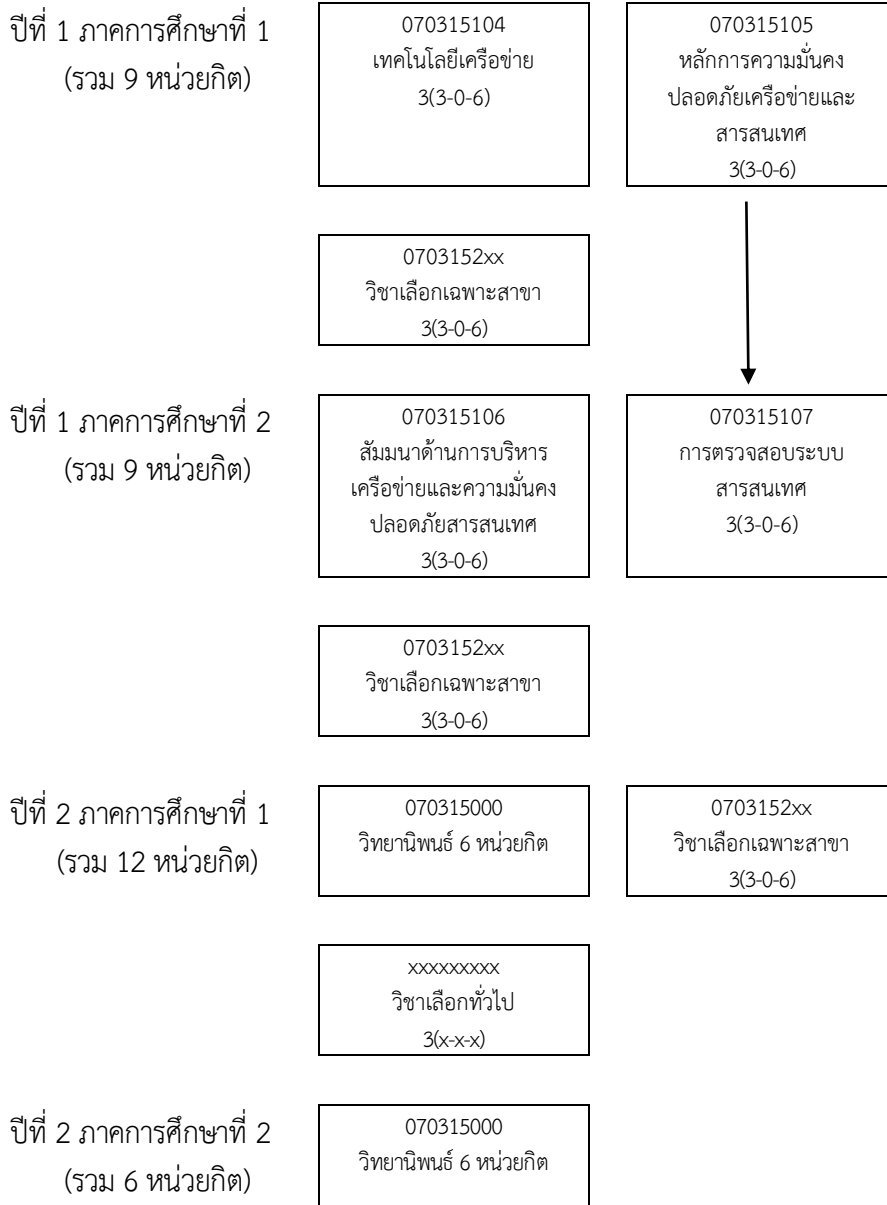 ปีที่ 1 ภาคการศึกษาที่ 1
(รวม 9 หน่วยกิต)
070315104
เทคโนโลยีเครือข่าย
3(3-0-6)
070315105
หลักการความมั่นคง
ปลอดภัยเครือข่ายและ
สารสนเทศ
3(3-0-6)
0703152xx
วิชาเลือกเฉพาะสาขา
3(3-0-6)
ปีที่ 1 ภาคการศึกษาที่ 2
(รวม 9 หน่วยกิต)
070315106
สัมมนาด้านการบริหาร
เครือข่ายและความมั่นคง
ปลอดภัยสารสนเทศ
3(3-0-6)
070315107
การตรวจสอบระบบ
สารสนเทศ
3(3-0-6)
0703152xx
วิชาเลือกเฉพาะสาขา
3(3-0-6)
ปีที่ 2 ภาคการศึกษาที่ 1
(รวม 12 หน่วยกิต)
070315000
วิทยานิพนธ์ 6 หน่วยกิต
0703152xx
วิชาเลือกเฉพาะสาขา
3(3-0-6)
xxxxxxxxx
วิชาเลือกทั่วไป
3(x-x-x)
ปีที่ 2 ภาคการศึกษาที่ 2
(รวม 6 หน่วยกิต)
070315000
วิทยานิพนธ์ 6 หน่วยกิต